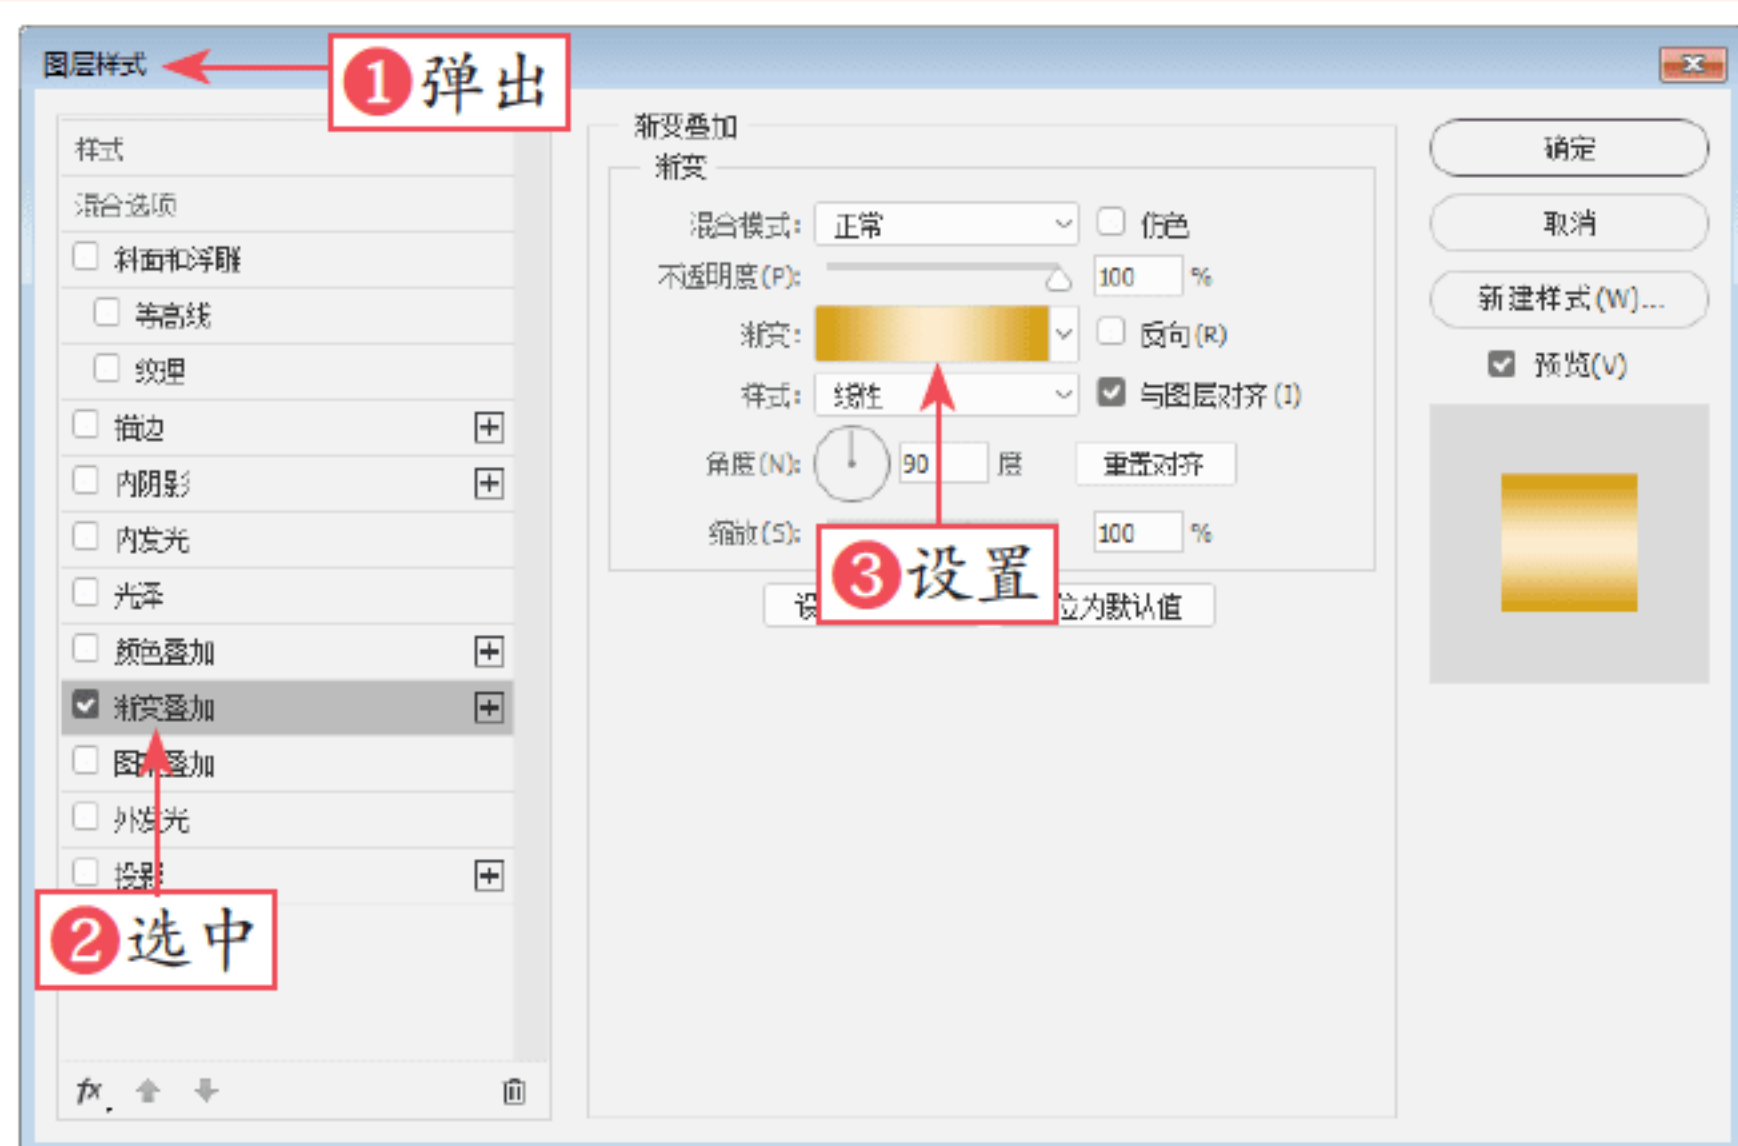 图层样式
❶弹出
样式
混合选项
斜面和浮雕
等高线
纹理
描边
内阴影
内发光
光泽
颜色叠加
渐变叠加
图案叠加
外发光
投影
❷选中
fx
渐变叠加
渐变
混合模式: 正常 仿色
不透明度(P): 100 %
渐变: 反向(R)
样式: 线性 与图层对齐(I)
角度(N): 90 度 重置对齐
缩放(S): 100 %
❸设置
设 位为默认值
确定
取消
新建样式(W)...
预览(V)